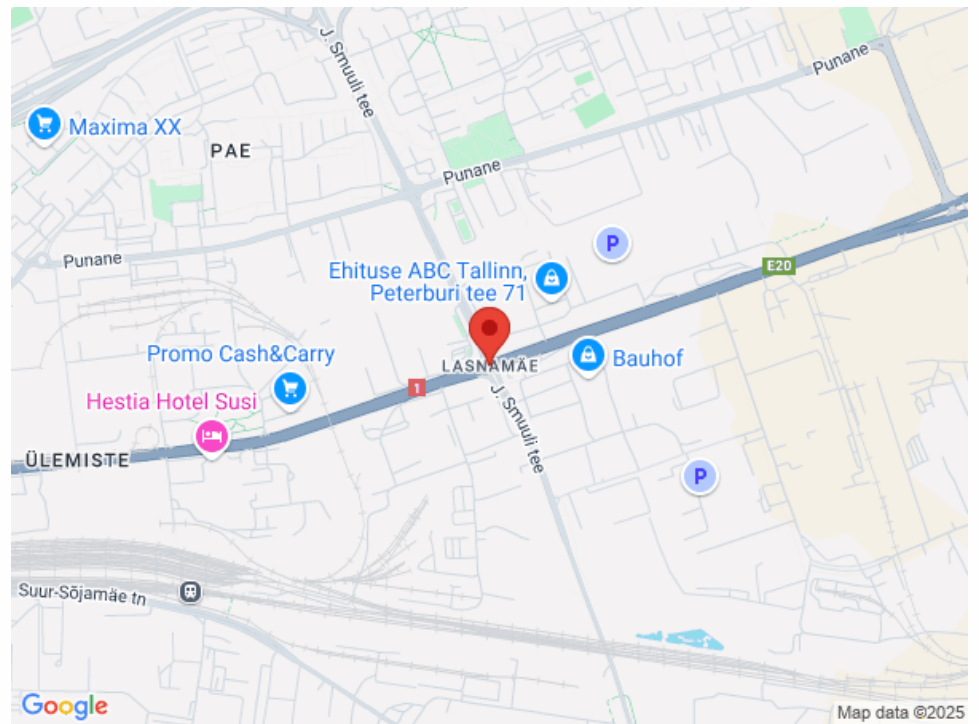 J. Smuuli tee
Punane
Maxima XX
PAE
Punane
P
Punane
E20
Ehituse ABC Tallinn,
Peterburi tee 71
Promo Cash&Carry
LASNAMÄE
Bauhof
1
Hestia Hotel Susi
J. Smuuli tee
ÜLEMISTE
P
Suur-Sõjamäe tn
Google
Map data ©2025